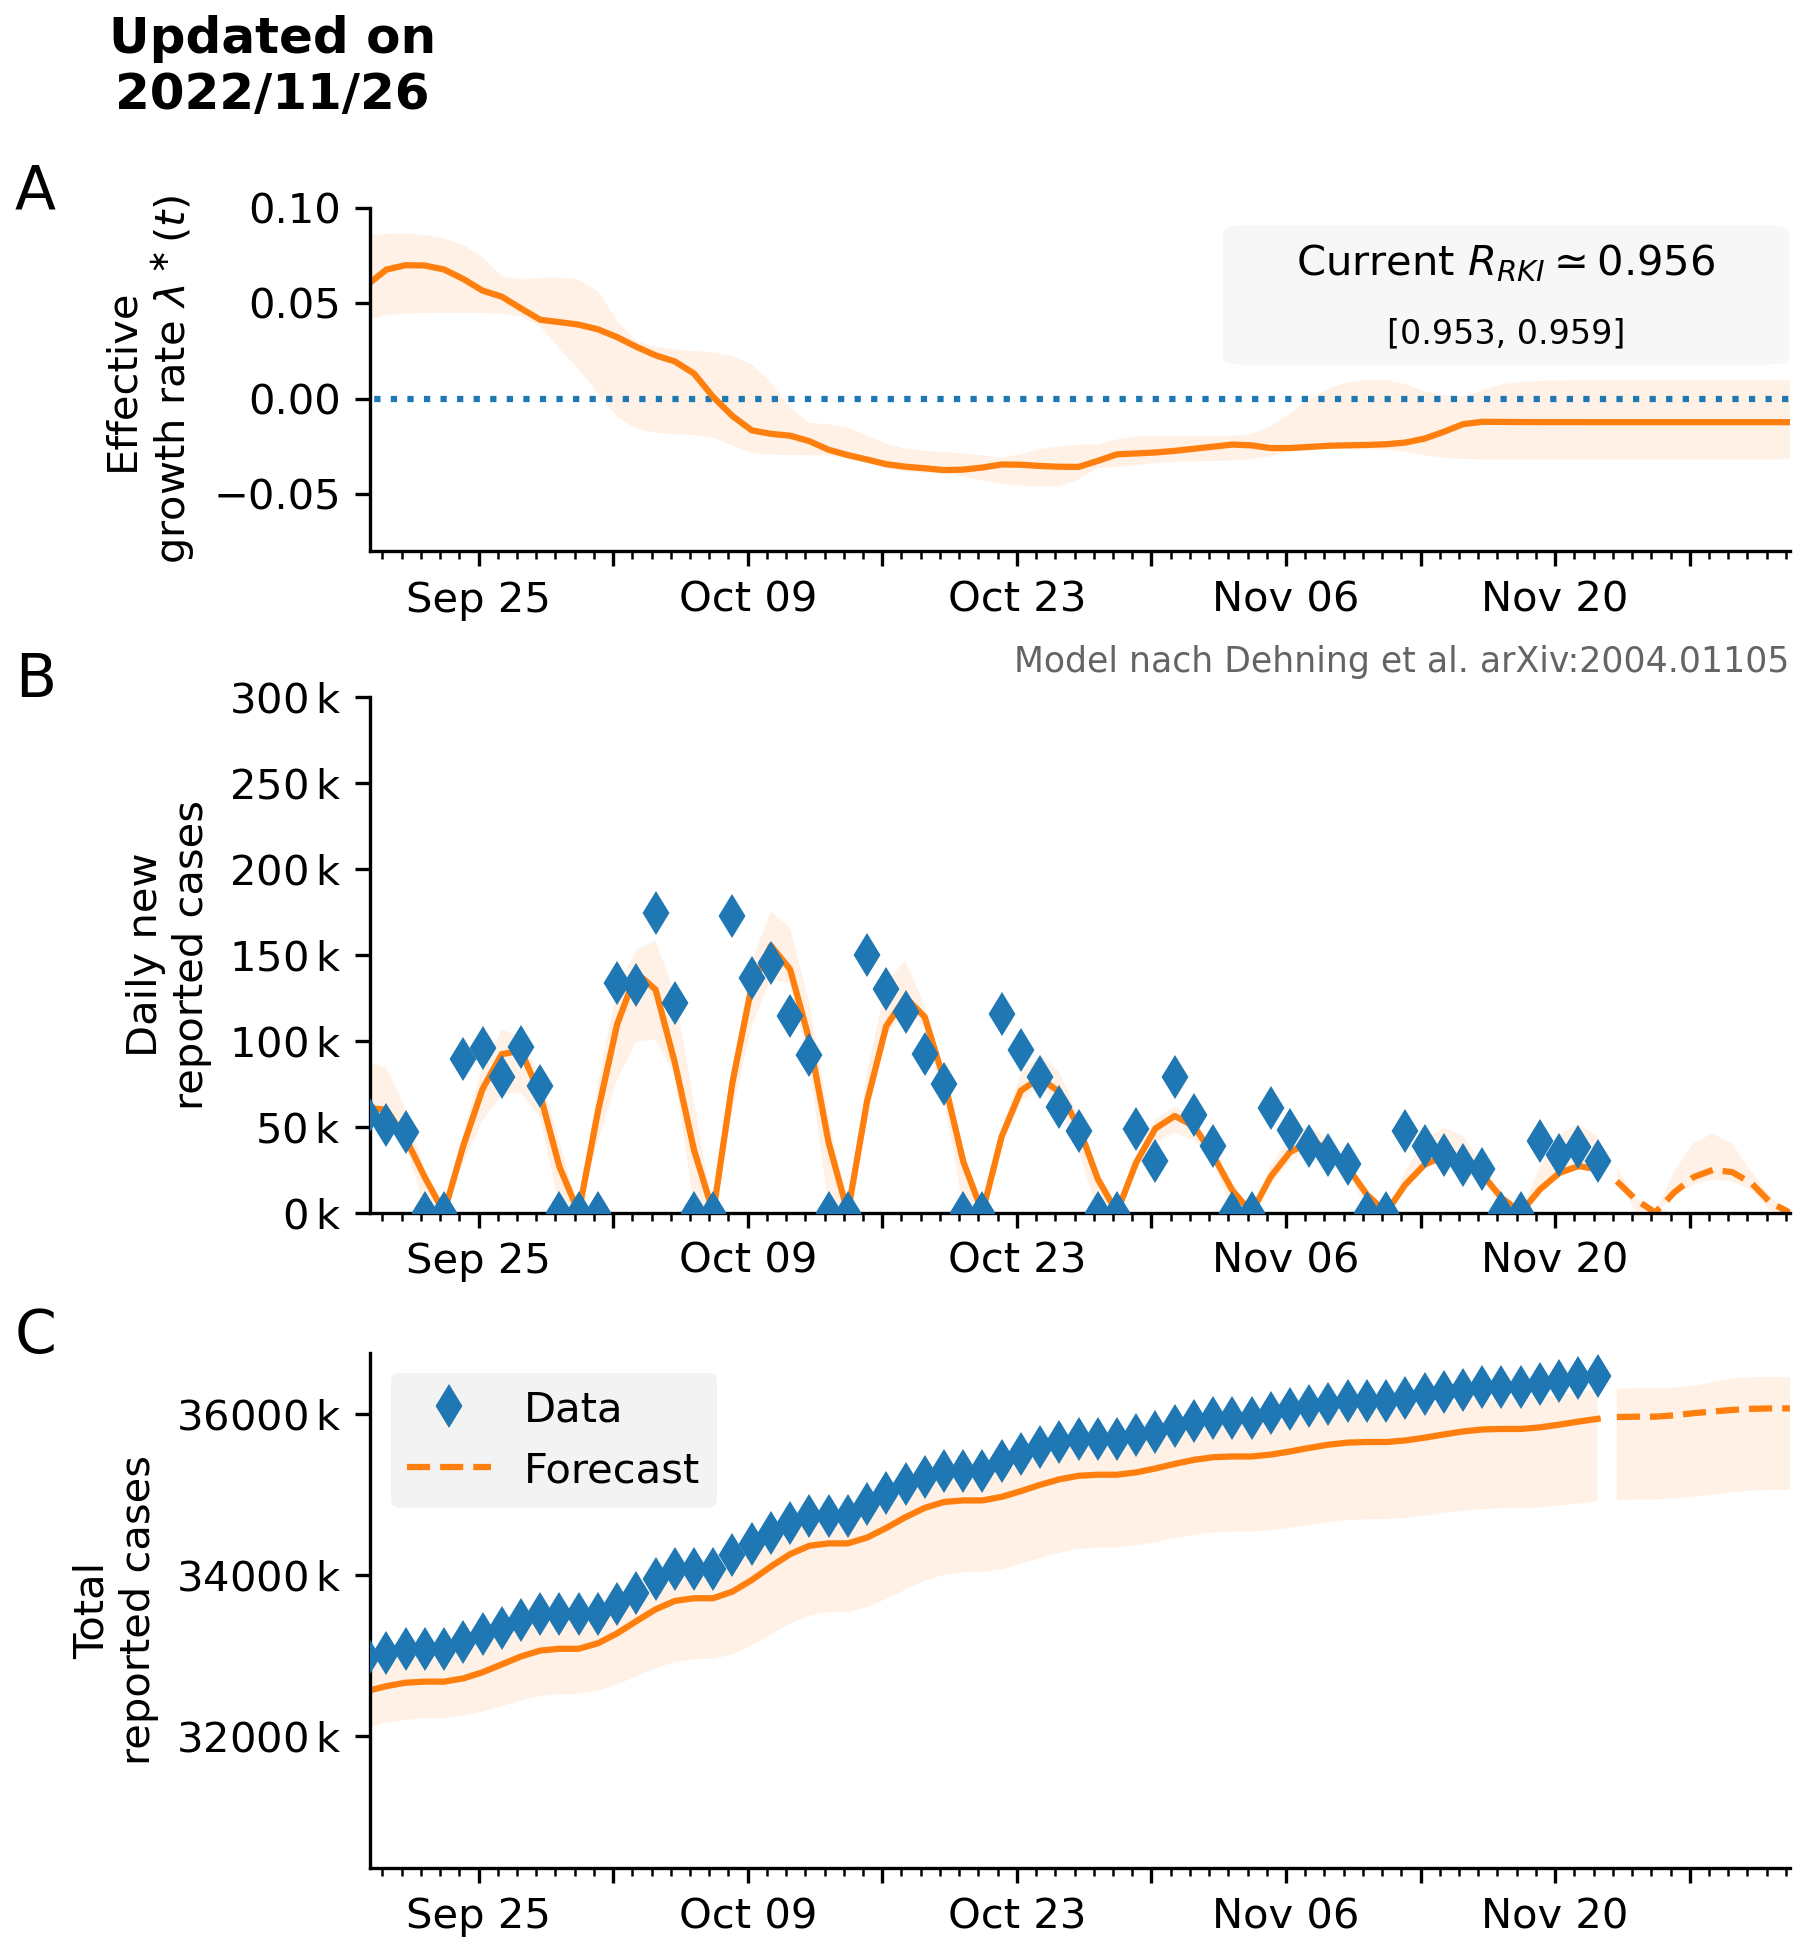 Updated on
2022/11/26
A
Effective
growth rate λ * (t)
0.10
0.05
0.00
−0.05
Current R_RKI ≃ 0.956
[0.953, 0.959]
Sep 25 Oct 09 Oct 23 Nov 06 Nov 20
Model nach Dehning et al. arXiv:2004.01105
B
Daily new
reported cases
300 k
250 k
200 k
150 k
100 k
50 k
0 k
Sep 25 Oct 09 Oct 23 Nov 06 Nov 20
C
Total
reported cases
36000 k
34000 k
32000 k
Data
Forecast
Sep 25 Oct 09 Oct 23 Nov 06 Nov 20